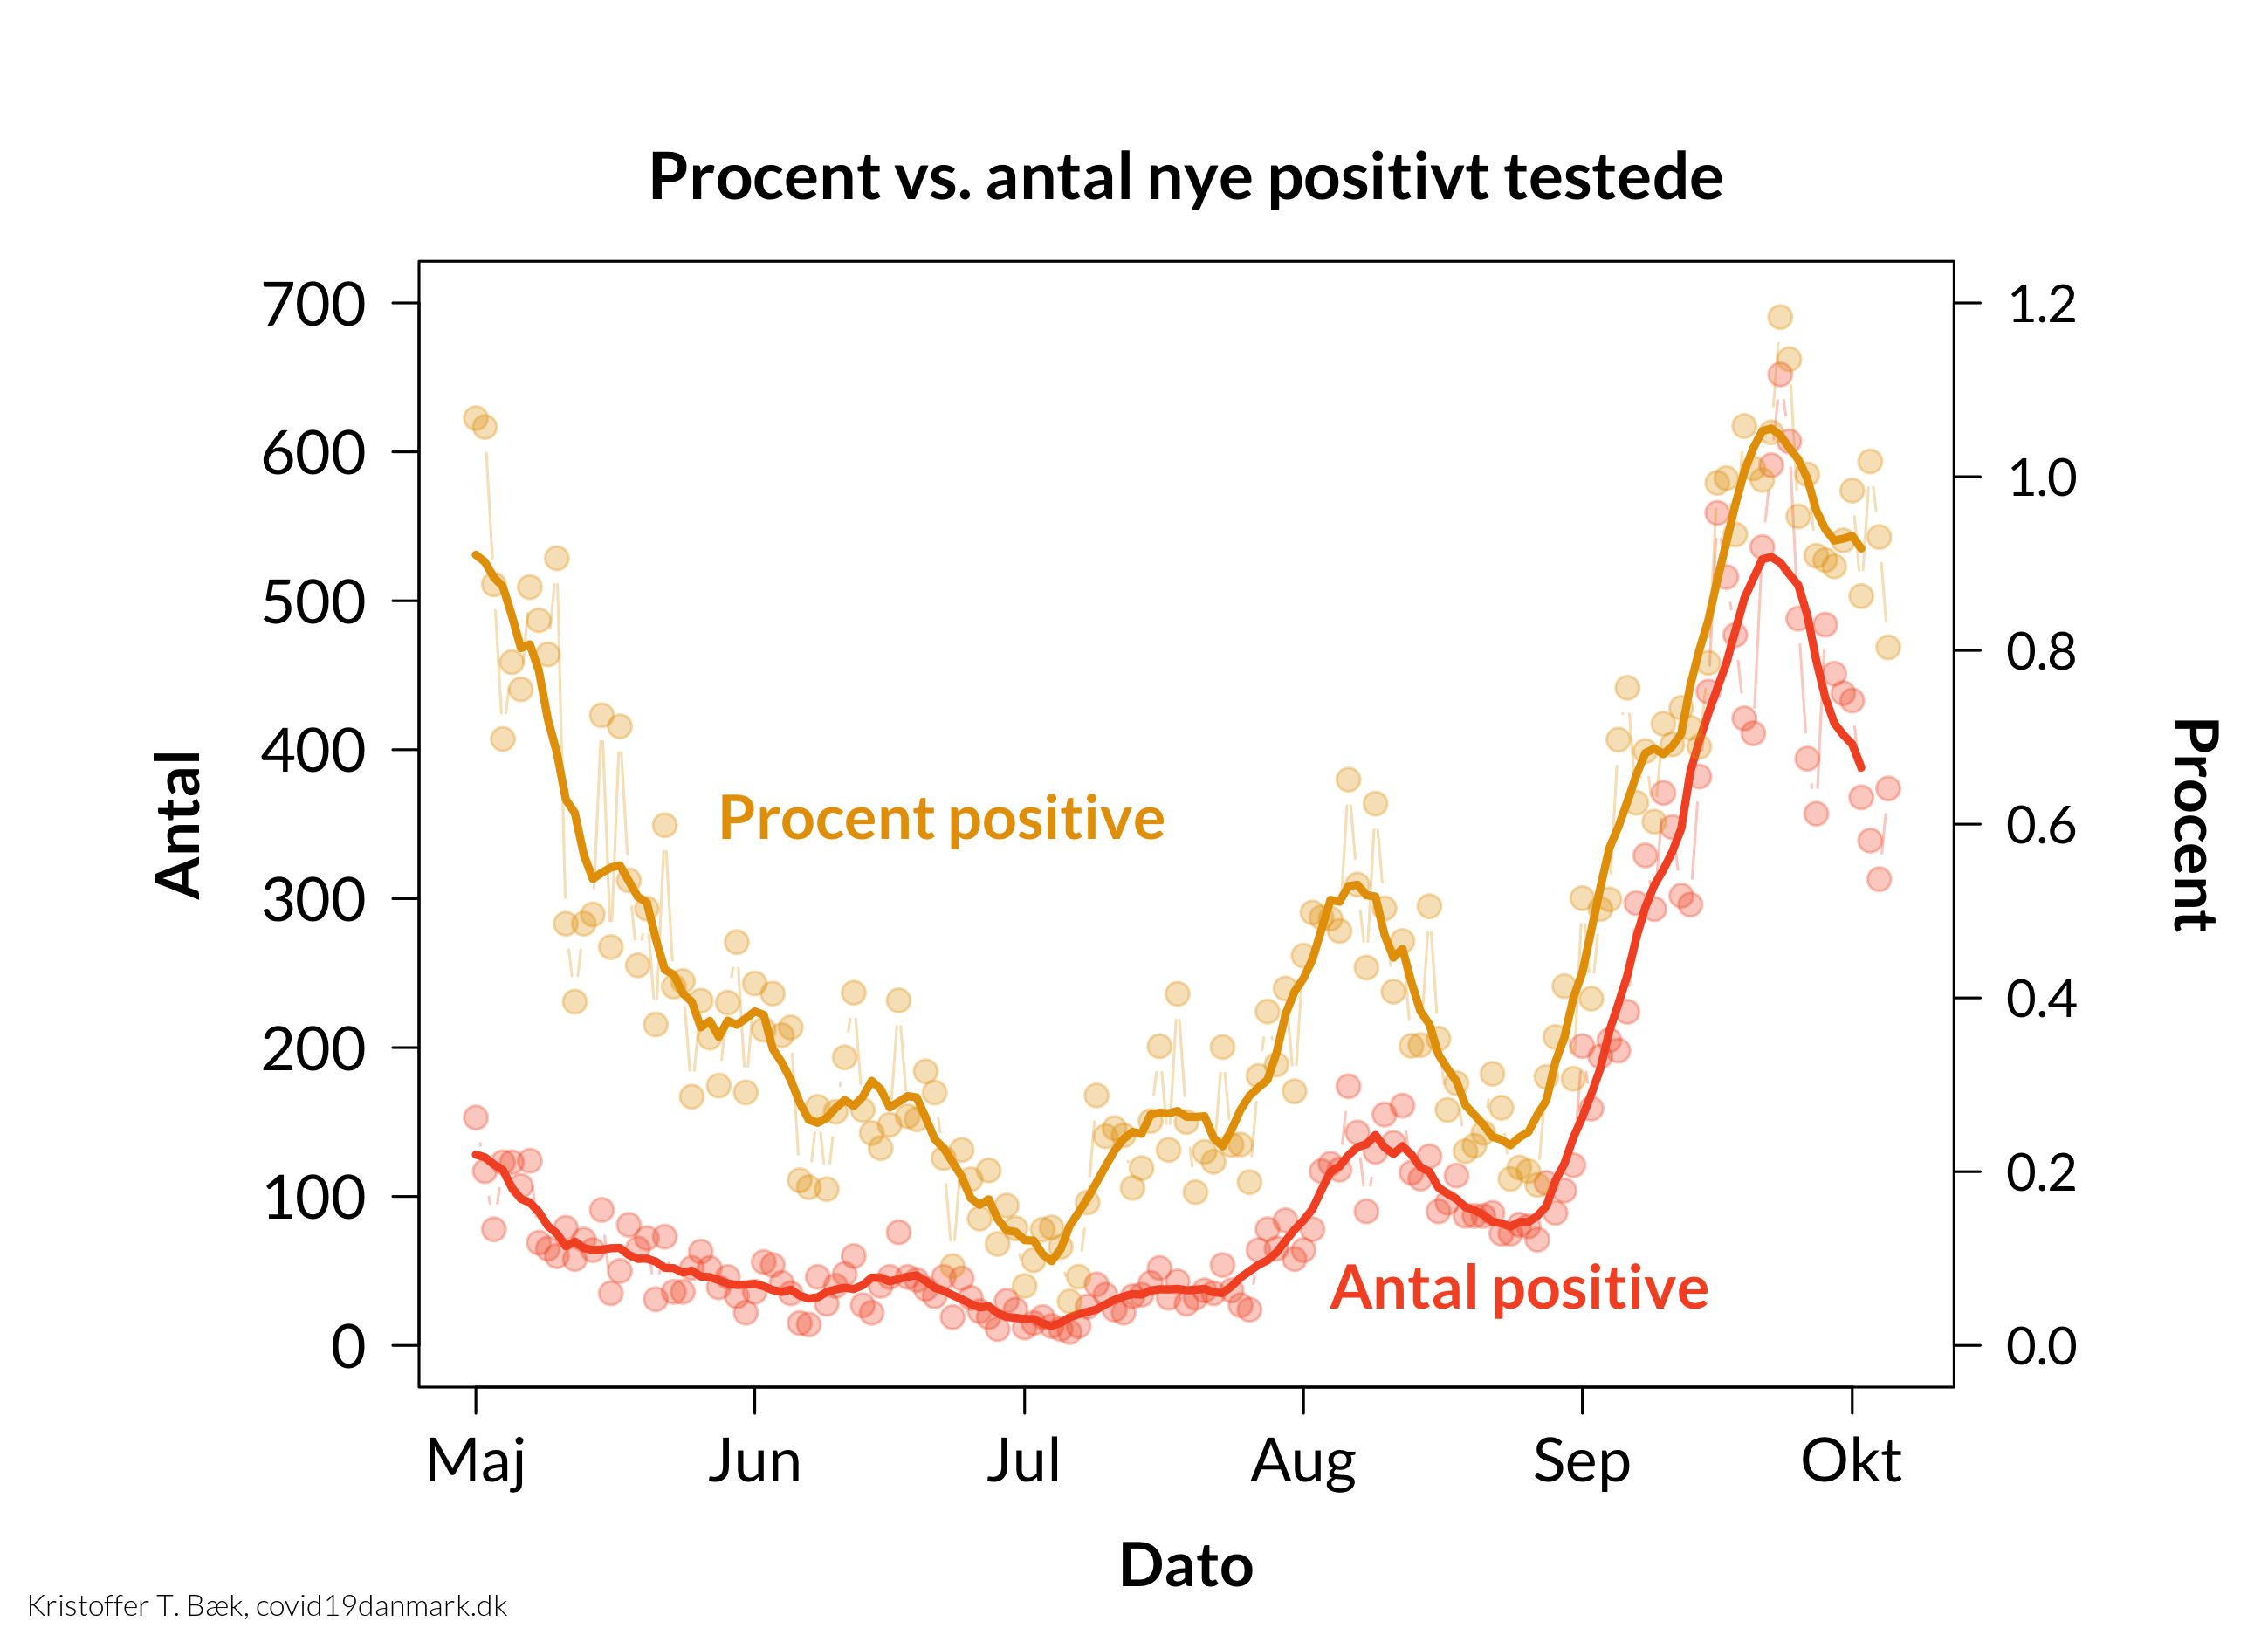 Procent vs. antal nye positivt testede
700
600
500
400
300
200
100
0
Antal
1.2
1.0
0.8
0.6
0.4
0.2
0.0
Procent
Procent positive
Antal positive
Maj Jun Jul Aug Sep Okt
Dato
Kristoffer T. Bæk, covid19danmark.dk